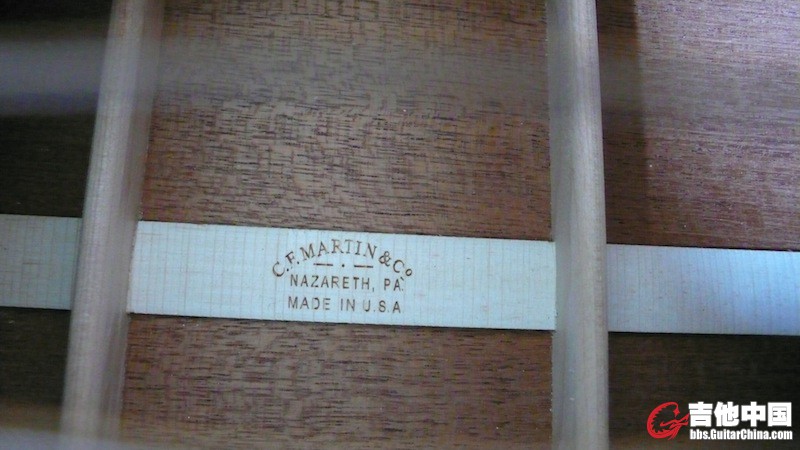 C.F. MARTIN & Co
NAZARETH, PA.
MADE IN U.S.A
吉他中国
bbs.GuitarChina.com